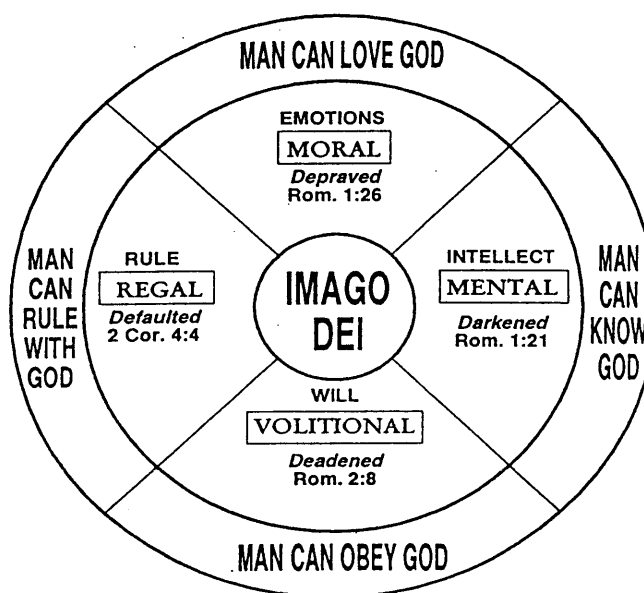 MAN CAN LOVE GOD
EMOTIONS
MORAL
Depraved
Rom. 1:26
MAN
CAN
RULE
WITH
GOD
RULE
REGAL
Defaulted
2 Cor. 4:4
IMAGO
DEI
INTELLECT
MENTAL
Darkened
Rom. 1:21
MAN
CAN
KNOW
GOD
WILL
VOLITIONAL
Deadened
Rom. 2:8
MAN CAN OBEY GOD